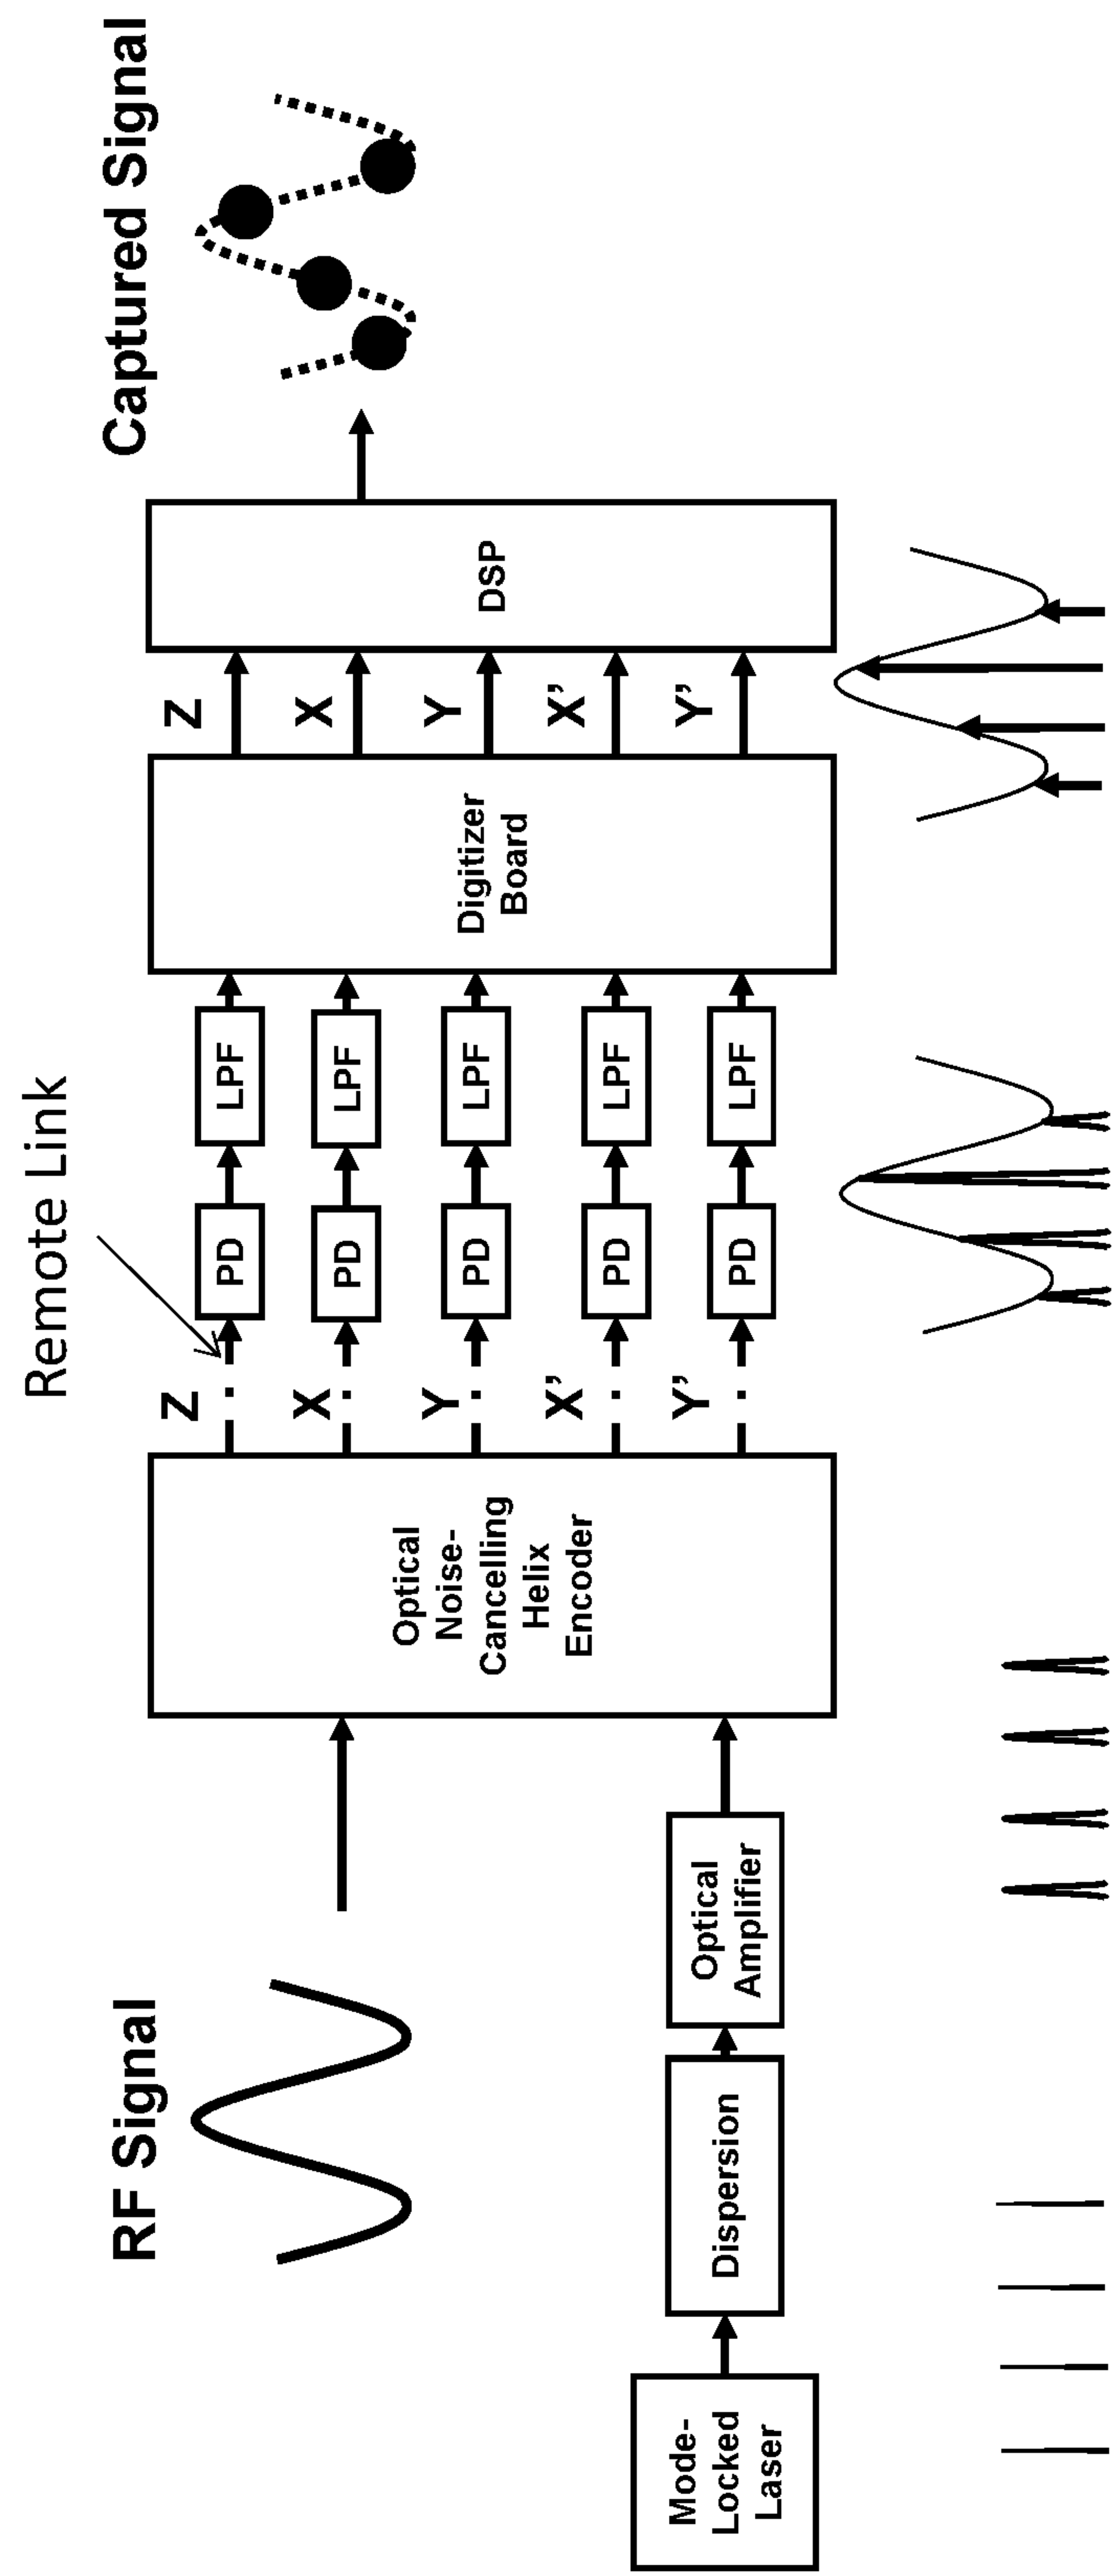 Remote Link
RF Signal
Captured Signal
Mode-
Locked
Laser
Dispersion
Optical
Amplifier
Optical
Noise-
Cancelling
Helix
Encoder
Z
X
Y
X’
Y’
PD
LPF
PD
LPF
PD
LPF
PD
LPF
PD
LPF
Digitizer
Board
Z
X
Y
X’
Y’
DSP